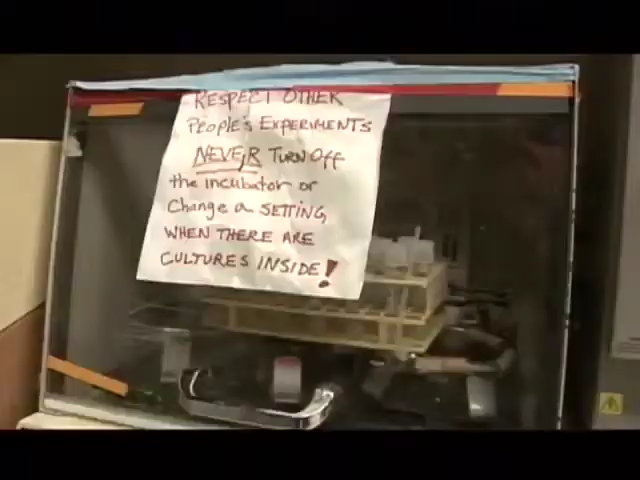 RESPECT OTHER
PEOPLE'S EXPERIMENTS
NEVER TURN OFF
the incubator or
Change a SETTING,
WHEN THERE ARE
CULTURES INSIDE!